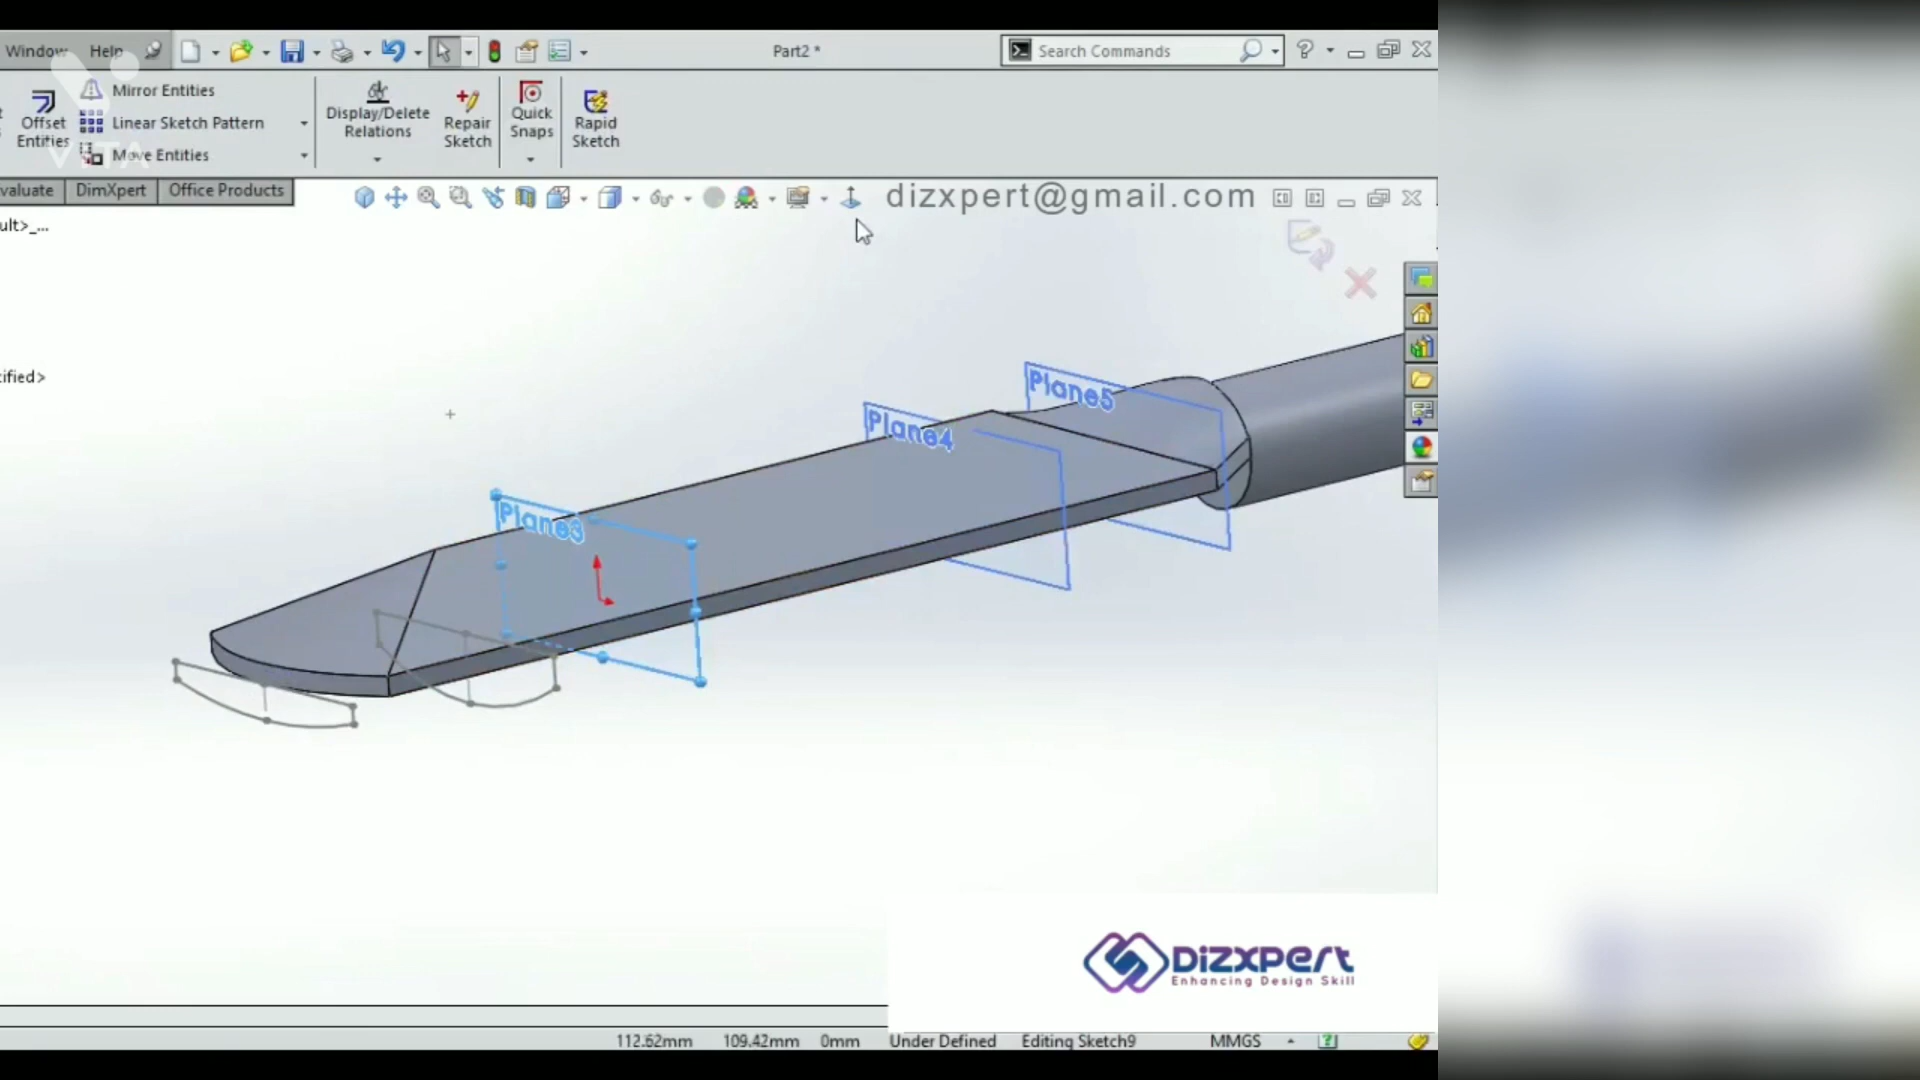 Window Help
Part2 *
Search Commands
Offset Entities
Mirror Entities
Linear Sketch Pattern
Move Entities
Display/Delete Relations
Repair Sketch
Quick Snaps
Rapid Sketch
VITA
valuate DimXpert Office Products
dizxpert@gmail.com
ult>_...
ified>
Plane5
Plane4
Plane3
Dizxpert
Enhancing Design Skill
112.62mm 109.42mm 0mm Under Defined Editing Sketch9 MMGS